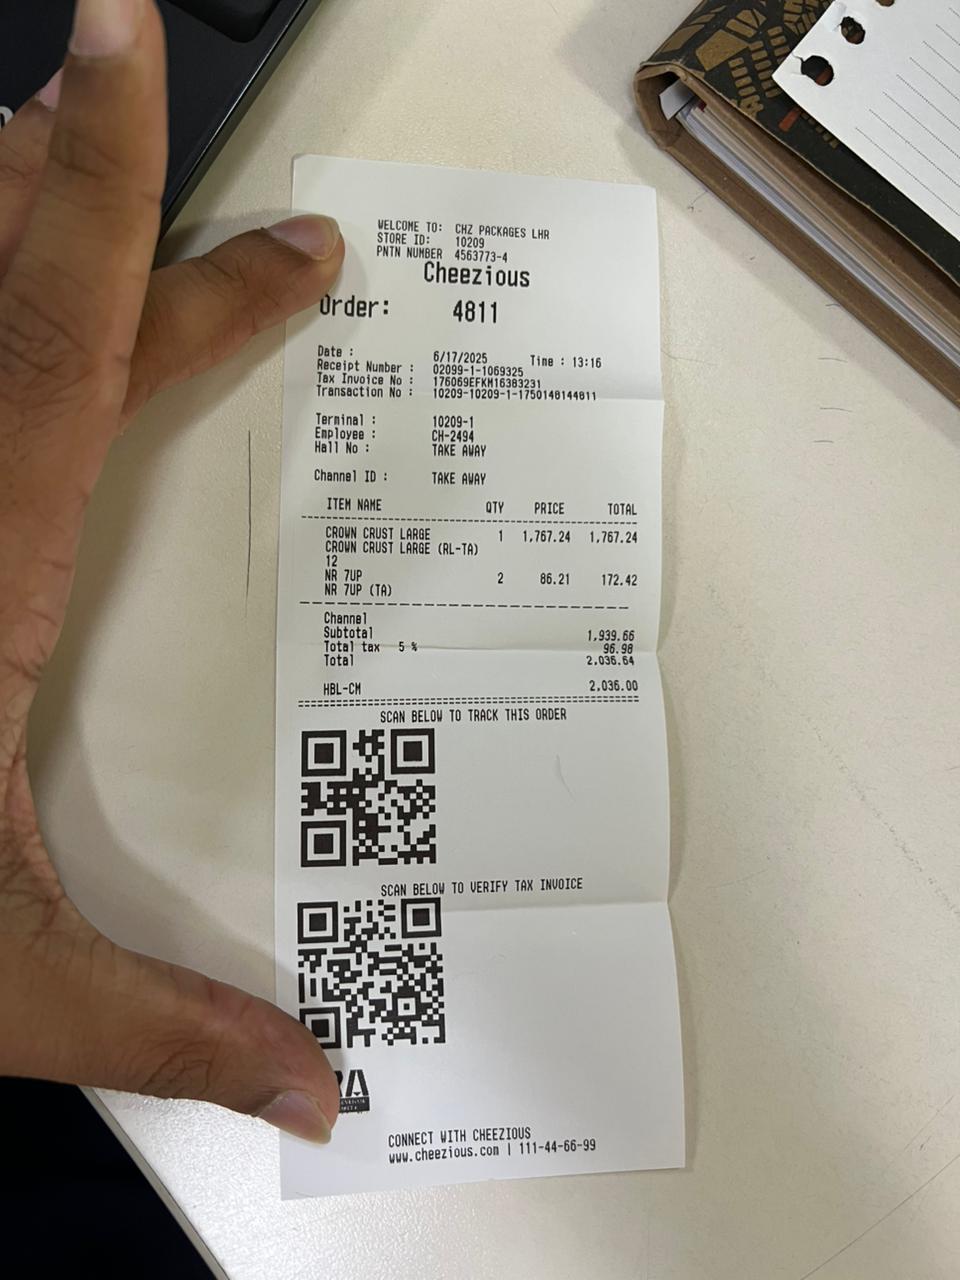 WELCOME TO: CHZ PACKAGES LHR
STORE ID: 10209
PNTN NUMBER 4563773-4
Cheezious
Order: 4811
Date : 6/17/2025 Time : 13:16
Receipt Number : 02099-1-1069325
Tax Invoice No : 176069EFKM16383231
Transaction No : 10209-10209-1-1750148144811
Terminal : 10209-1
Employee : CH-2494
Hall No : TAKE AWAY
Channel ID : TAKE AWAY
ITEM NAME QTY PRICE TOTAL
CROWN CRUST LARGE 1 1,767.24 1,767.24
CROWN CRUST LARGE (RL-TA)
12
NR 7UP 2 86.21 172.42
NR 7UP (TA)
Channel
Subtotal 1,939.66
Total tax 5 % 96.98
Total 2,036.64
HBL-CM 2,036.00
SCAN BELOW TO TRACK THIS ORDER
SCAN BELOW TO VERIFY TAX INVOICE
RA
CONNECT WITH CHEEZIOUS
www.cheezious.com | 111-44-66-99